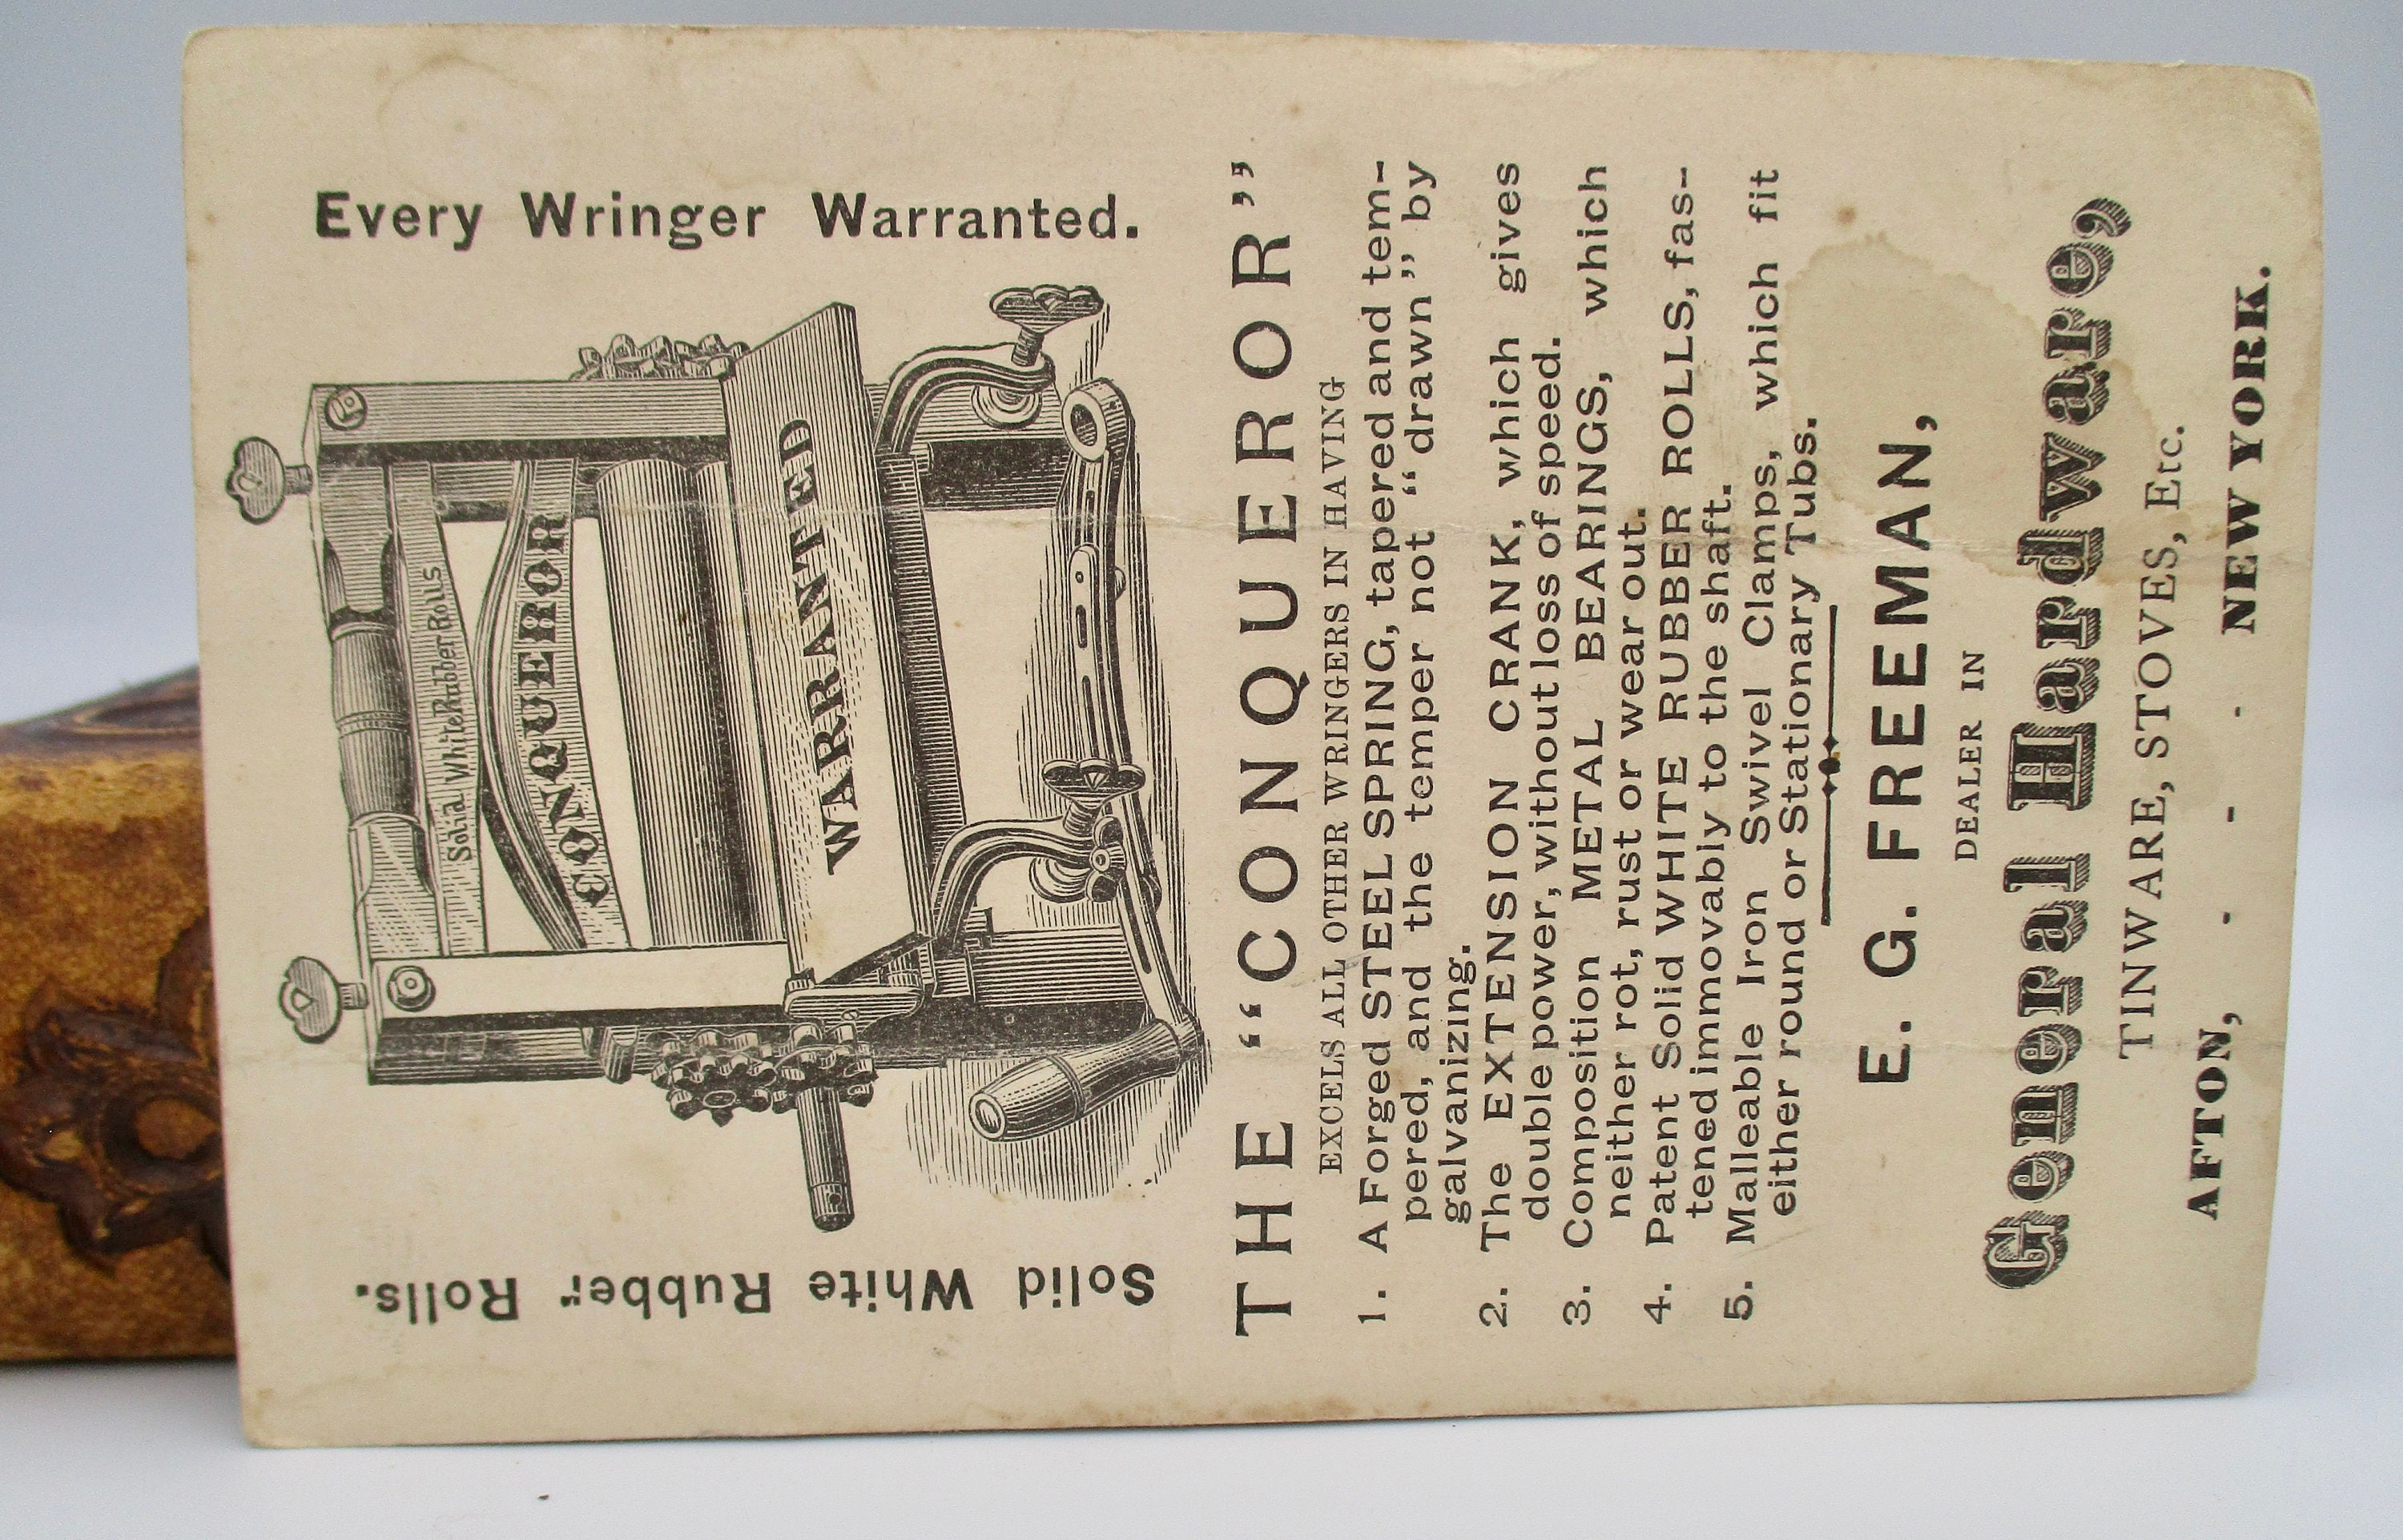 Solid White Rubber Rolls.
Every Wringer Warranted.
Solid White Rubber Rolls
CONQUEROR
WARRANTED
THE “CONQUEROR”
EXCELS ALL OTHER WRINGERS IN HAVING
1. A Forged STEEL SPRING, tapered and tem-
pered, and the temper not “drawn” by
galvanizing.
2. The EXTENSION CRANK, which gives
double power, without loss of speed.
3. Composition METAL BEARINGS, which
neither rot, rust or wear out.
4. Patent Solid WHITE RUBBER ROLLS, fas-
tened immovably to the shaft.
5. Malleable Iron Swivel Clamps, which fit
either round or Stationary Tubs.
E. G. FREEMAN,
DEALER IN
General Hardware,
TINWARE, STOVES, Etc.
AFTON, - - - NEW YORK.